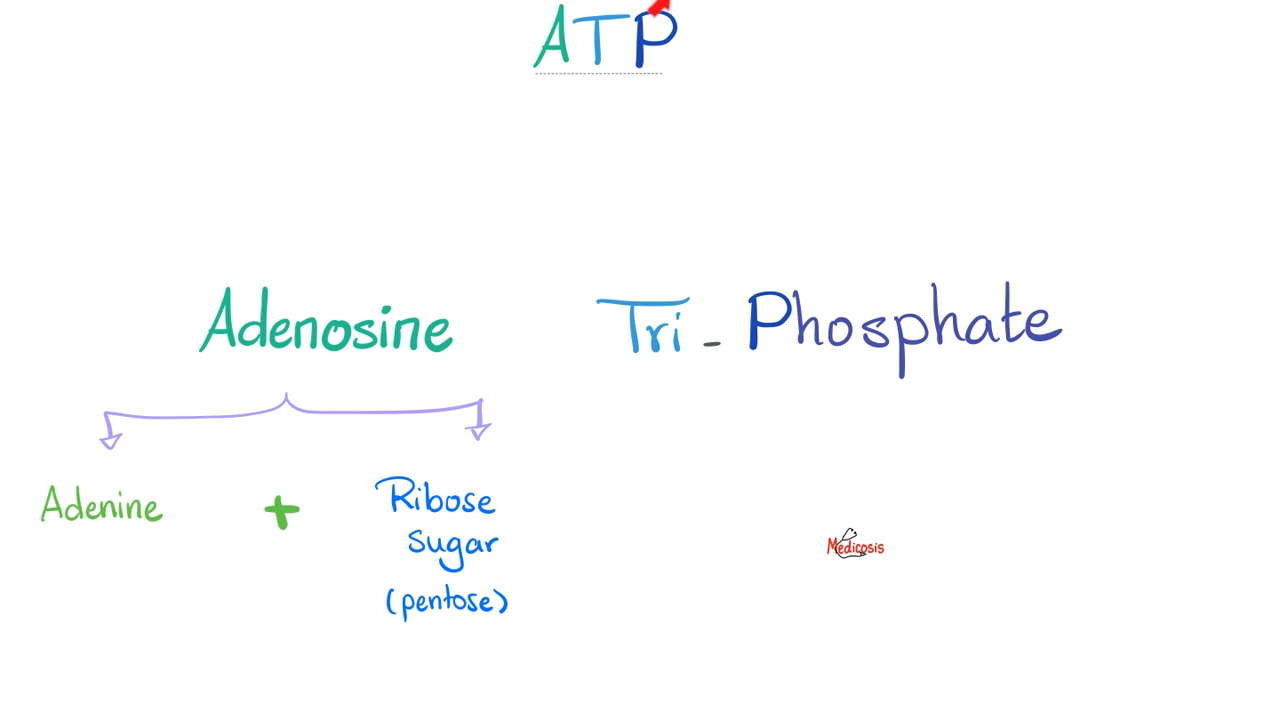 ATP
Adenosine Tri - Phosphate
Adenine + Ribose
sugar
(pentose)
Medicosis